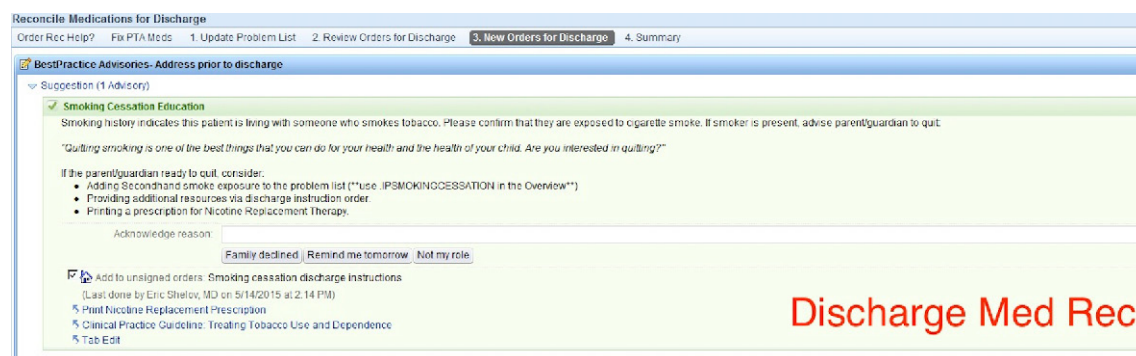 Reconcile Medications for Discharge
Order Rec Help? Fix PTA Meds 1. Update Problem List 2. Review Orders for Discharge 3. New Orders for Discharge 4. Summary
BestPractice Advisories- Address prior to discharge
Suggestion (1 Advisory)
Smoking Cessation Education
Smoking history indicates this patient is living with someone who smokes tobacco. Please confirm that they are exposed to cigarette smoke. If smoker is present, advise parent/guardian to quit:
"Quitting smoking is one of the best things that you can do for your health and the health of your child. Are you interested in quitting?"
If the parent/guardian ready to quit, consider:
• Adding Secondhand smoke exposure to the problem list (**use .IPSMOKINGCESSATION in the Overview**)
• Providing additional resources via discharge instruction order.
• Printing a prescription for Nicotine Replacement Therapy.
Acknowledge reason:
Family declined Remind me tomorrow Not my role
Add to unsigned orders: Smoking cessation discharge instructions
(Last done by Eric Shelov, MD on 5/14/2015 at 2:14 PM)
Print Nicotine Replacement Prescription
Clinical Practice Guideline: Treating Tobacco Use and Dependence
Tab Edit
Discharge Med Rec